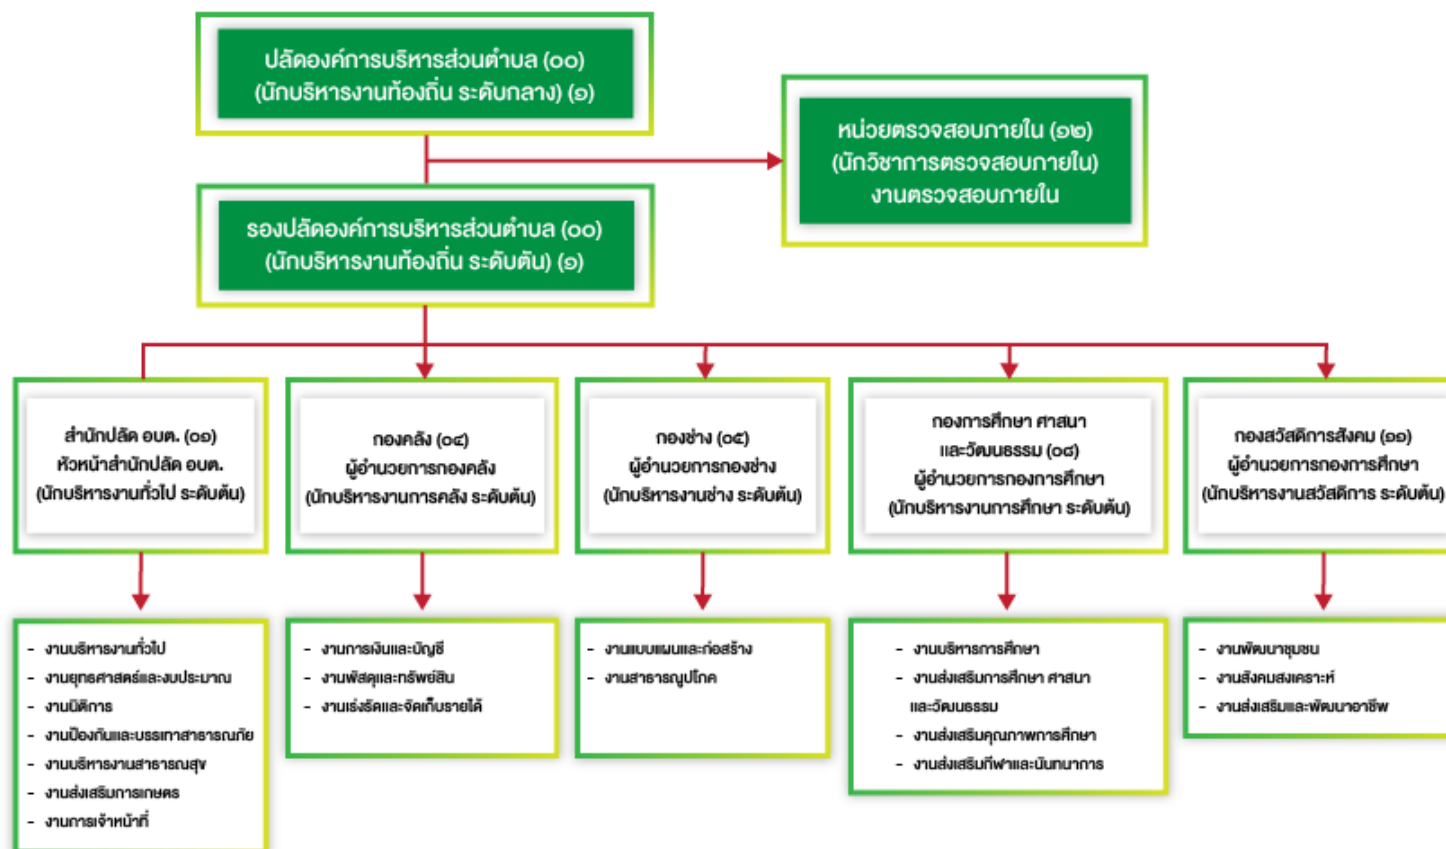 ปลัดองค์การบริหารส่วนตำบล (๐๐)
(นักบริหารงานท้องถิ่น ระดับกลาง) (๑)
หน่วยตรวจสอบภายใน (๑๒)
(นักวิชาการตรวจสอบภายใน)
งานตรวจสอบภายใน
รองปลัดองค์การบริหารส่วนตำบล (๐๐)
(นักบริหารงานท้องถิ่น ระดับต้น) (๑)
สำนักปลัด อบต. (๐๑)
หัวหน้าสำนักปลัด อบต.
(นักบริหารงานทั่วไป ระดับต้น)
กองคลัง (๐๔)
ผู้อำนวยการกองคลัง
(นักบริหารงานการคลัง ระดับต้น)
กองช่าง (๐๕)
ผู้อำนวยการกองช่าง
(นักบริหารงานช่าง ระดับต้น)
กองการศึกษา ศาสนา
และวัฒนธรรม (๐๘)
ผู้อำนวยการกองการศึกษา
(นักบริหารงานการศึกษา ระดับต้น)
กองสวัสดิการสังคม (๑๑)
ผู้อำนวยการกองการศึกษา
(นักบริหารงานสวัสดิการ ระดับต้น)
- งานบริหารงานทั่วไป
- งานยุทธศาสตร์และงบประมาณ
- งานนิติการ
- งานป้องกันและบรรเทาสาธารณภัย
- งานบริหารงานสาธารณสุข
- งานส่งเสริมการเกษตร
- งานการเจ้าหน้าที่
- งานการเงินและบัญชี
- งานพัสดุและทรัพย์สิน
- งานเร่งรัดและจัดเก็บรายได้
- งานแบบแผนและก่อสร้าง
- งานสาธารณูปโภค
- งานบริหารการศึกษา
- งานส่งเสริมการศึกษา ศาสนา
และวัฒนธรรม
- งานส่งเสริมคุณภาพการศึกษา
- งานส่งเสริมกีฬาและนันทนาการ
- งานพัฒนาชุมชน
- งานสังคมสงเคราะห์
- งานส่งเสริมและพัฒนาอาชีพ